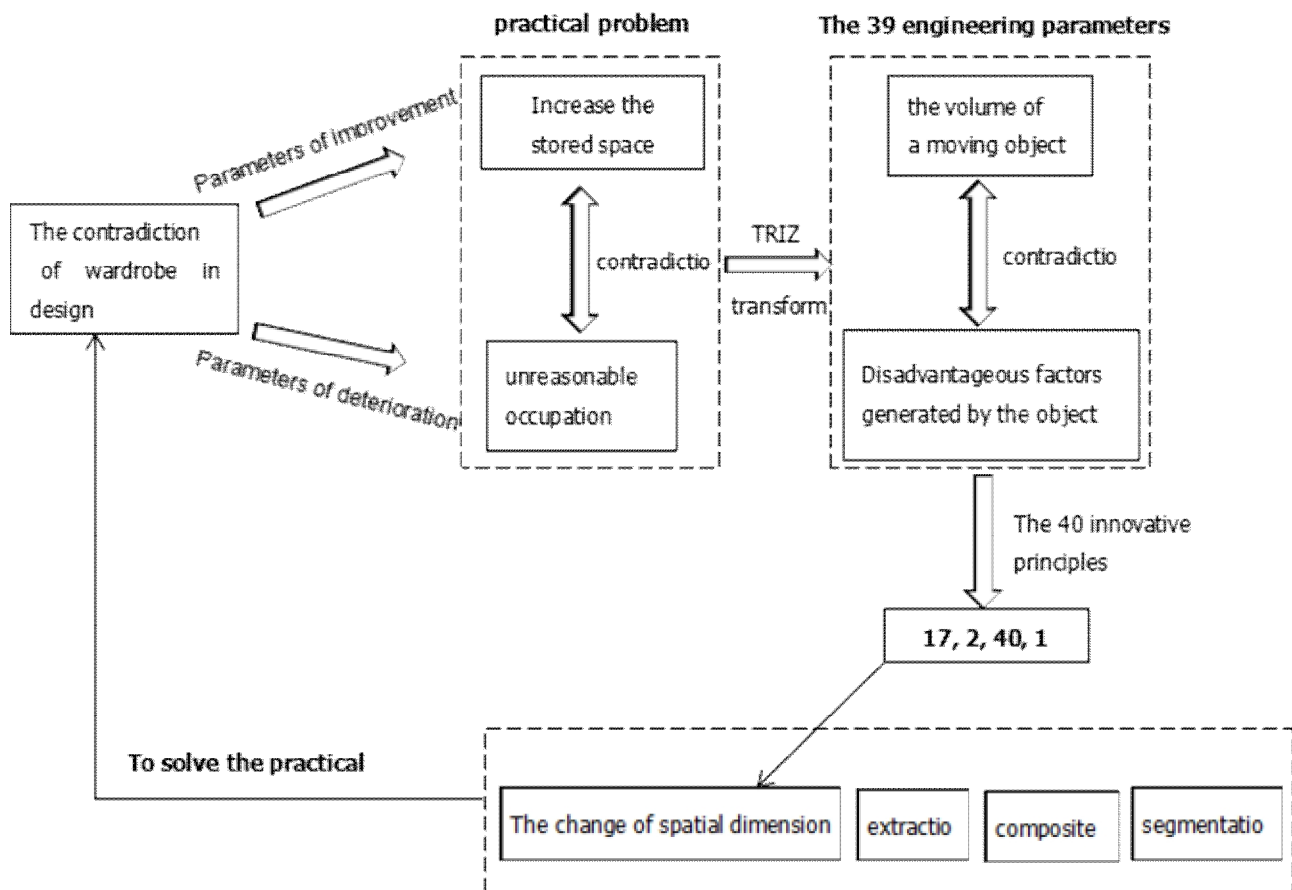 practical problem
The 39 engineering parameters
Parameters of improvement
Increase the
stored space
the volume of
a moving object
The contradiction
of wardrobe in
design
contradictio
TRIZ
transform
contradictio
Parameters of deterioration
unreasonable
occupation
Disadvantageous factors
generated by the object
The 40 innovative
principles
17, 2, 40, 1
To solve the practical
The change of spatial dimension
extractio
composite
segmentatio